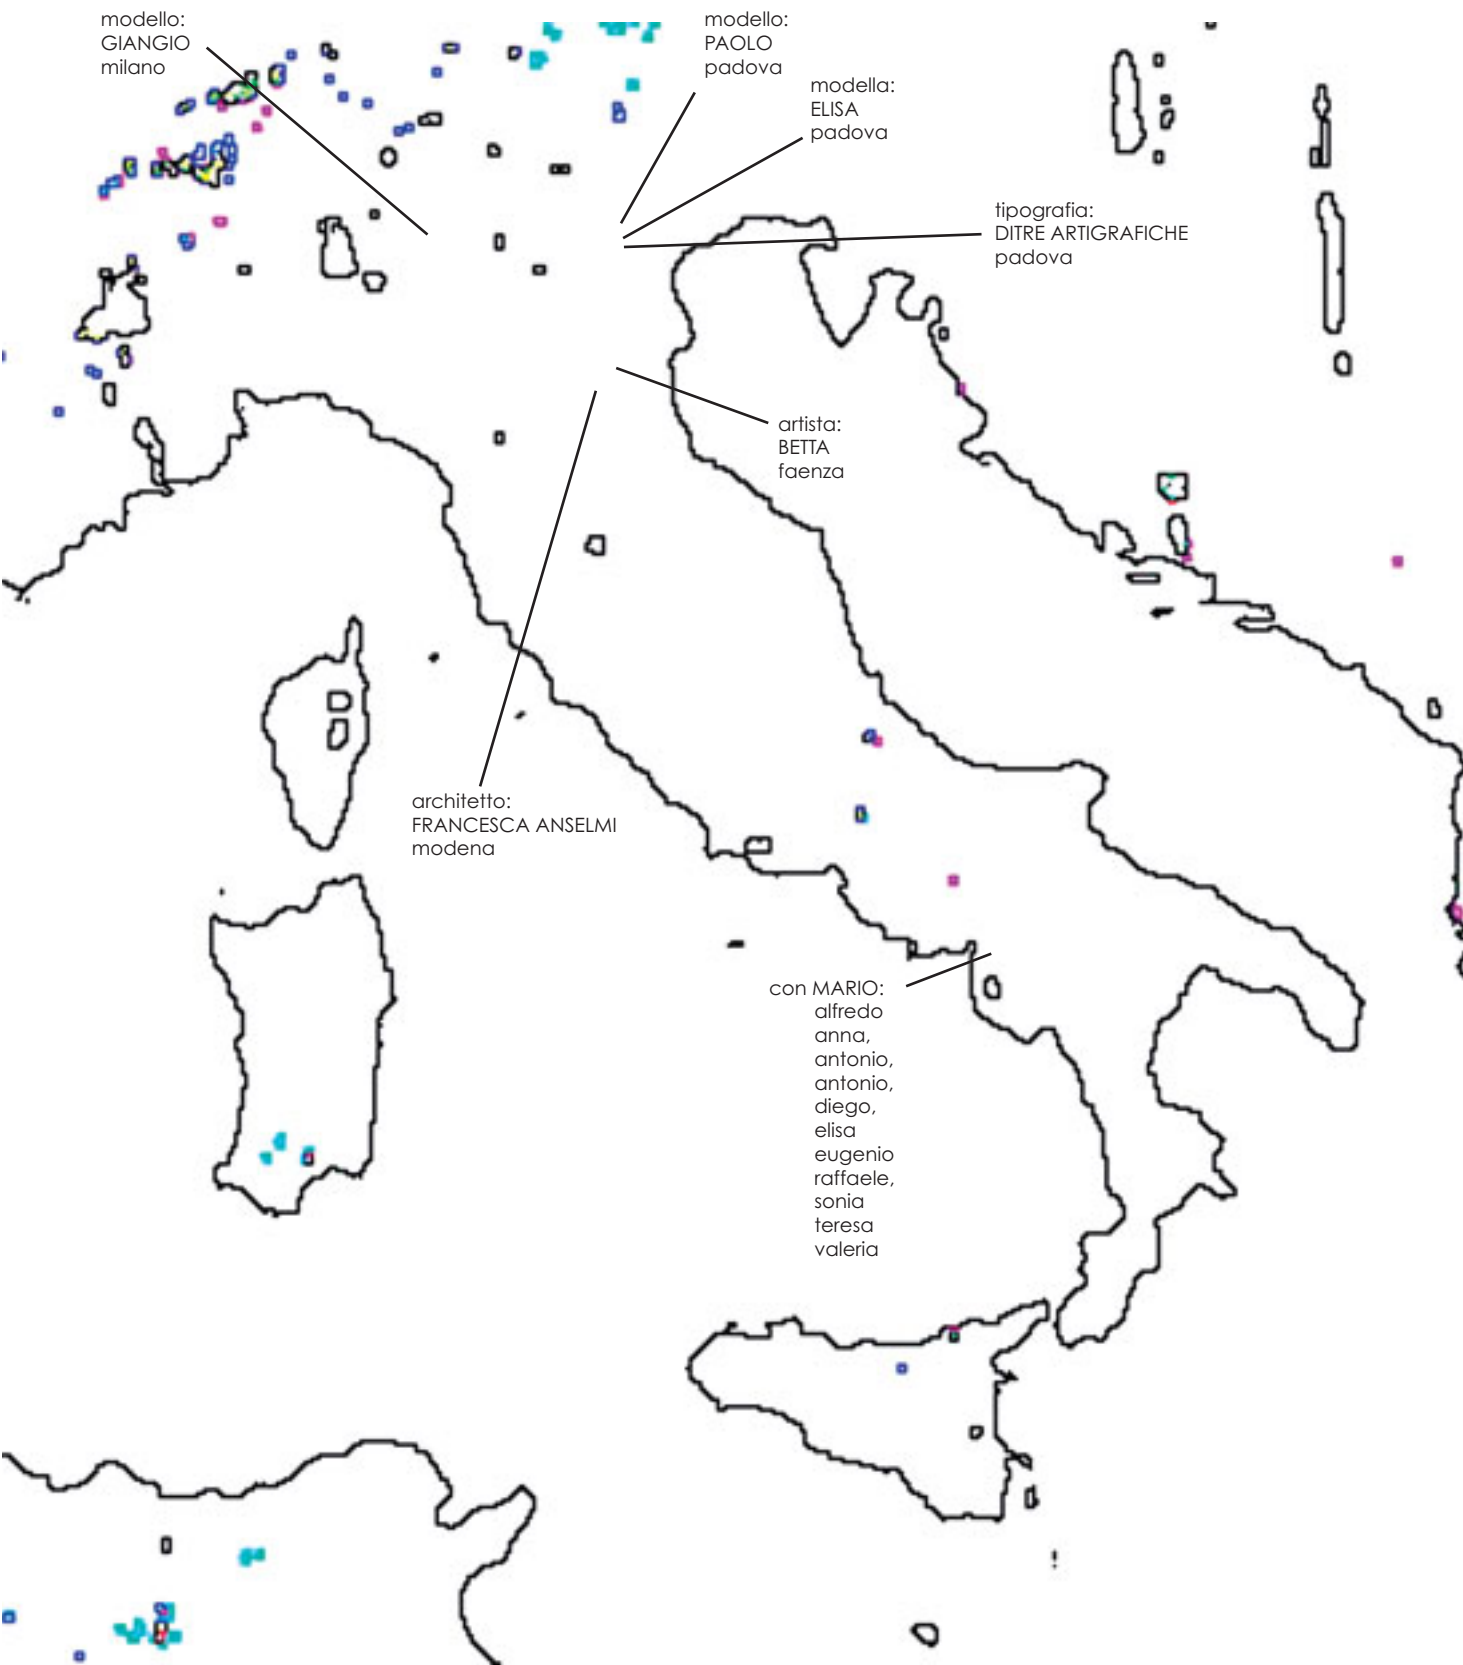 modello:
GIANGIO
milano
modello:
PAOLO
padova
modella:
ELISA
padova
tipografia:
DITRE ARTIGRAFICHE
padova
artista:
BETTA
faenza
architetto:
FRANCESCA ANSELMI
modena
con MARIO:
alfredo
anna,
antonio,
antonio,
diego,
elisa
eugenio
raffaele,
sonia
teresa
valeria